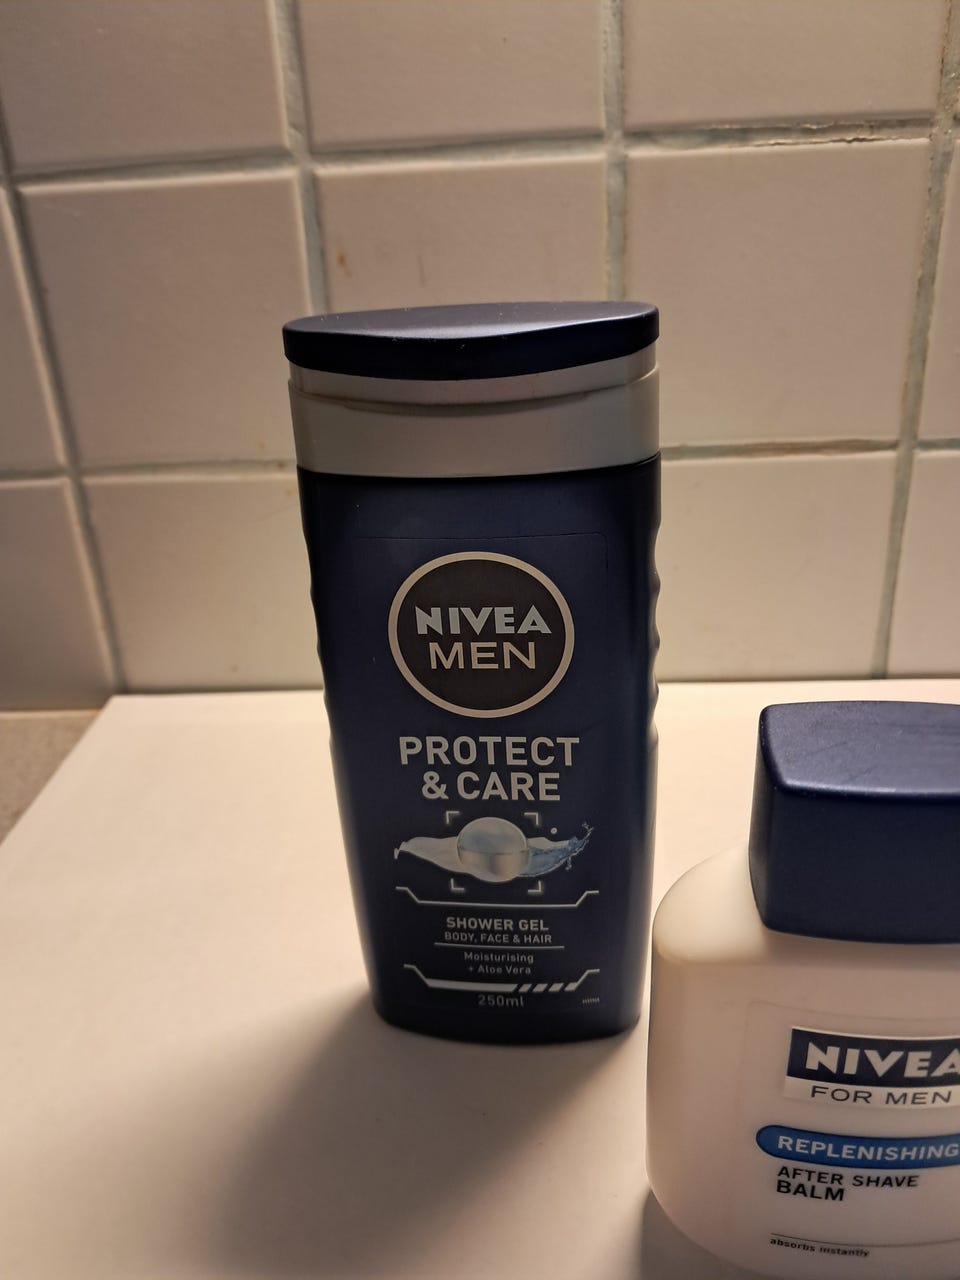 NIVEA
MEN
PROTECT
& CARE
SHOWER GEL
BODY, FACE & HAIR
Moisturising
+ Aloe Vera
250ml
NIVEA
FOR MEN
REPLENISHING
AFTER SHAVE
BALM
absorbs instantly